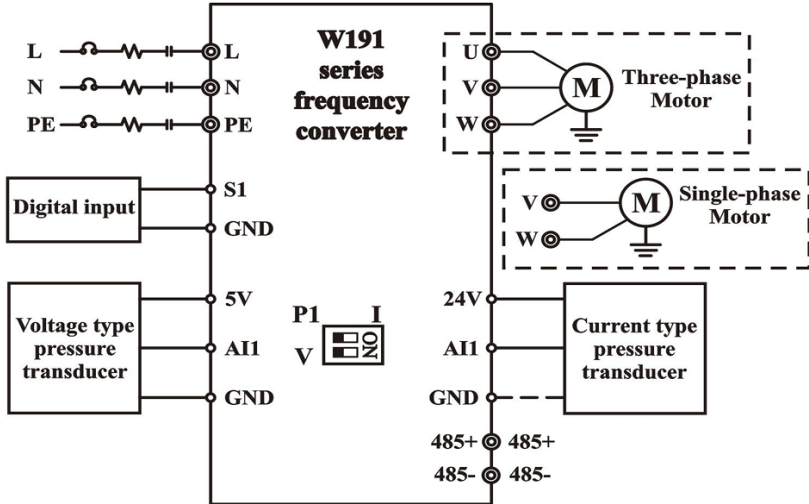 W191
series
frequency
converter
L
L
N
N
PE
PE
Digital input
S1
GND
Voltage type
pressure
transducer
5V
AI1
GND
P1
I
V
ON
U
V
W
M
Three-phase
Motor
V
W
M
Single-phase
Motor
24V
AI1
GND
Current type
pressure
transducer
485+
485+
485-
485-